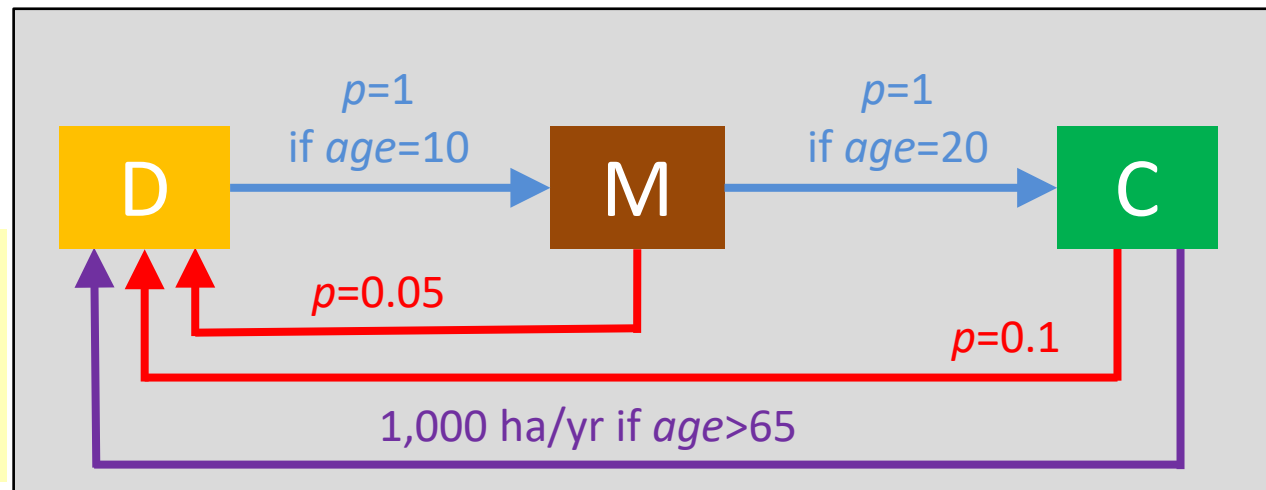 p=1
if age=10
p=1
if age=20
D
M
C
p=0.05
p=0.1
1,000 ha/yr if age>65